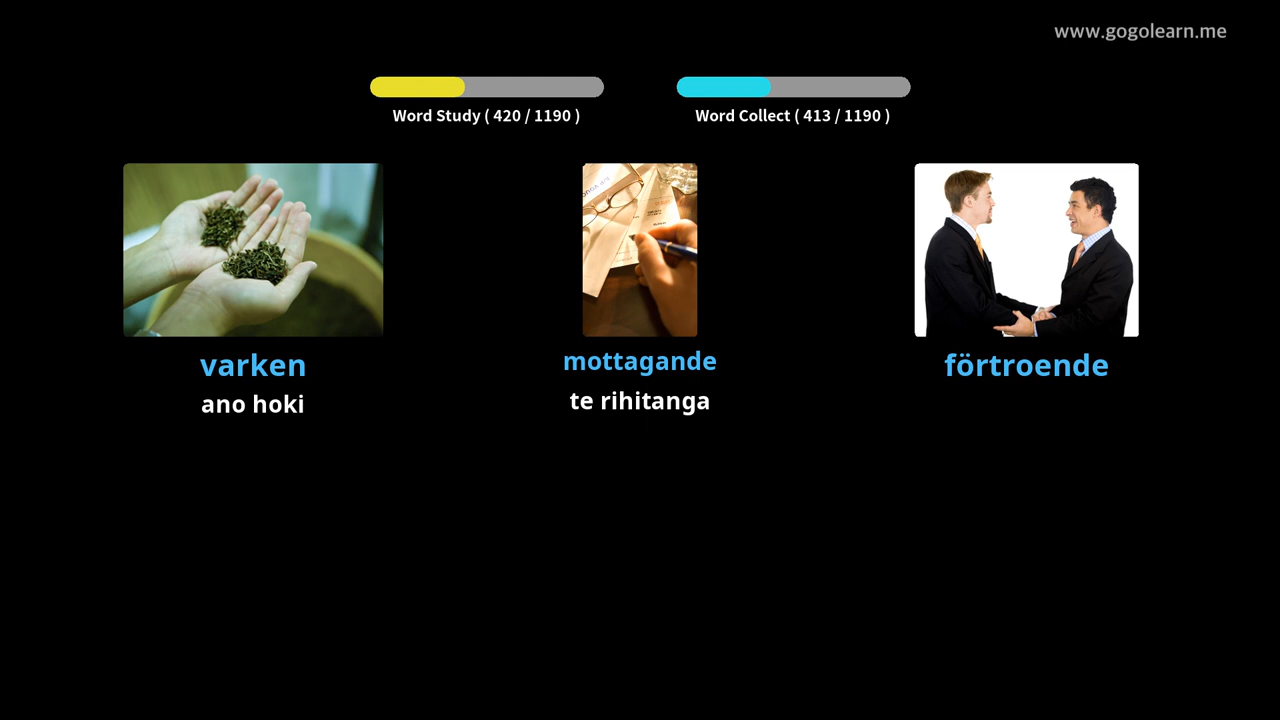 www.gogolearn.me
Word Study ( 420 / 1190 )
Word Collect ( 413 / 1190 )
varken
ano hoki
mottagande
te rihitanga
förtroende